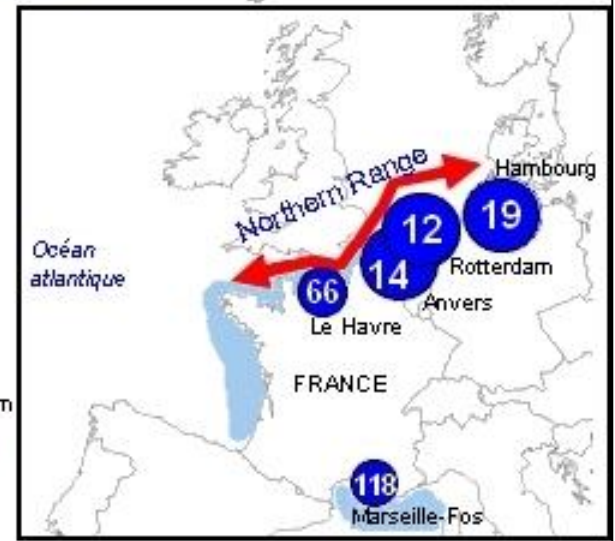 Northern Range
Hambourg
19
12
Rotterdam
14
Anvers
Océan
atlantique
66
Le Havre
FRANCE
118
Marseille-Fos